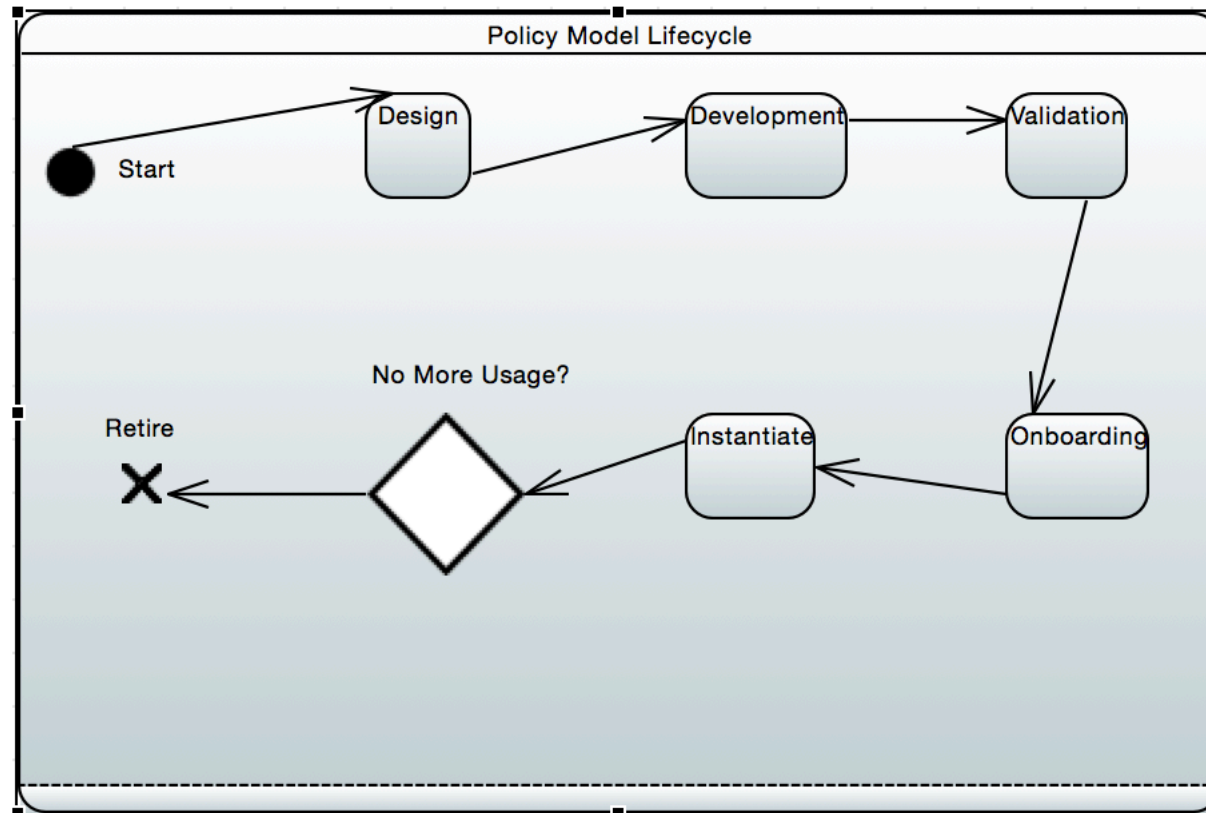 Policy Model Lifecycle
Design
Development
Validation
Start
No More Usage?
Retire
Instantiate
Onboarding